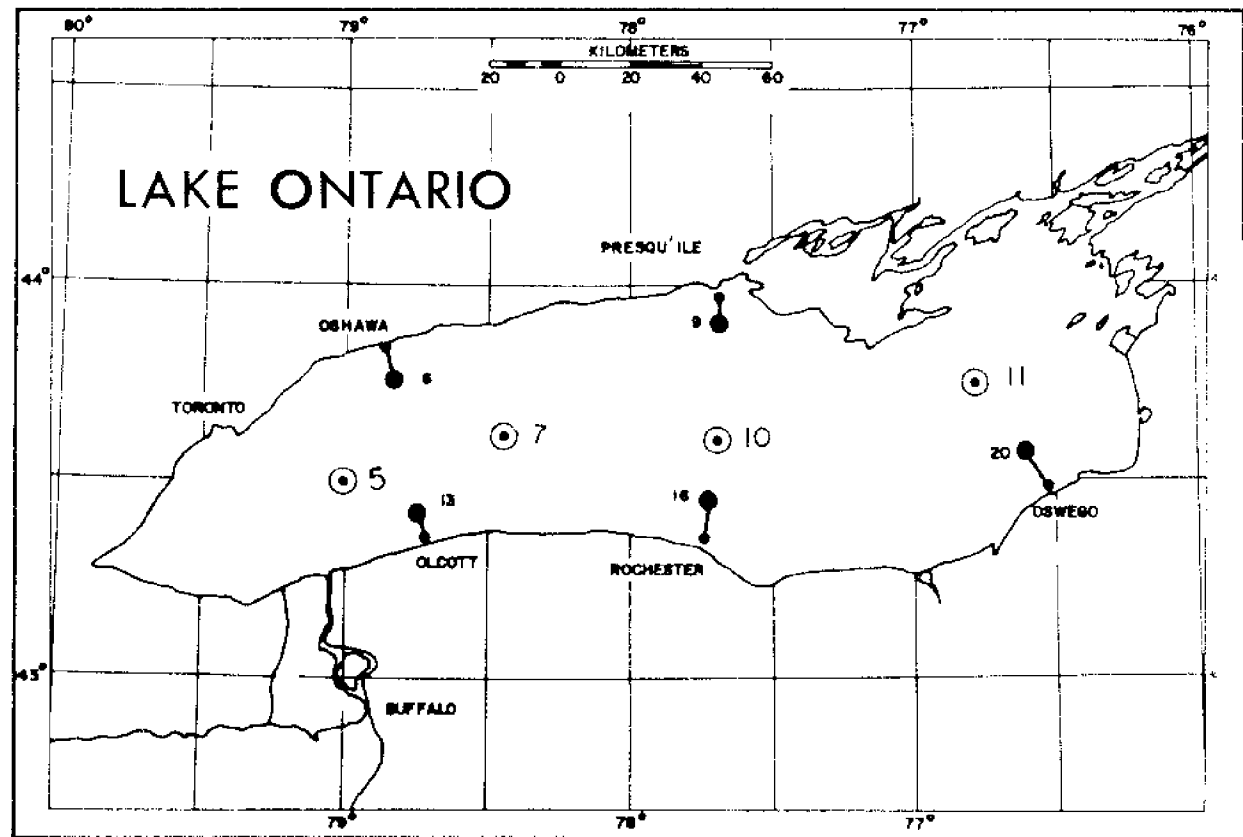 80° 79° 78° 77° 76°
KILOMETERS
20 0 20 40 60
LAKE ONTARIO
PRESQU'ILE
44°
OSHAWA
9
6
11
TORONTO
7
10
20
5
13
16
OSWEGO
OLCOTT
ROCHESTER
43°
BUFFALO
79° 78° 77°